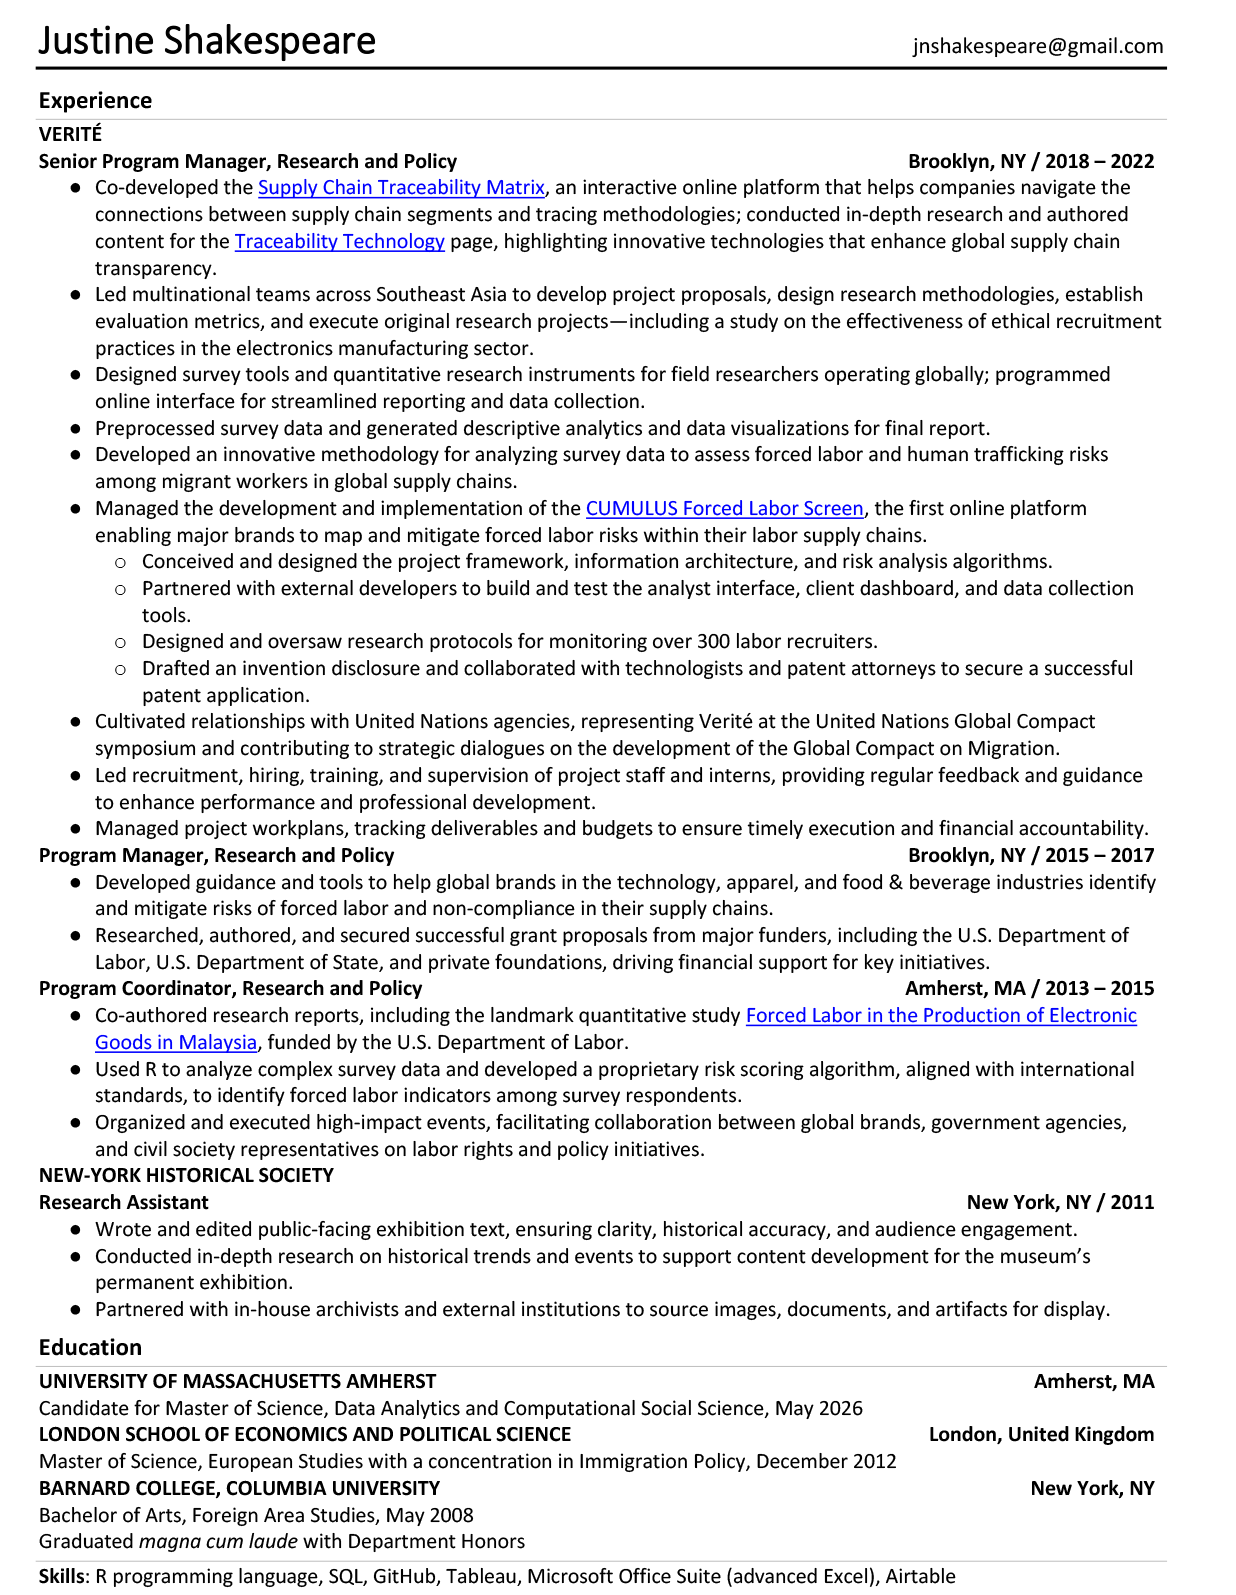 Justine Shakespeare jnshakespeare@gmail.com
Experience
VERITÉ
Senior Program Manager, Research and Policy Brooklyn, NY / 2018 – 2022
● Co-developed the Supply Chain Traceability Matrix, an interactive online platform that helps companies navigate the
connections between supply chain segments and tracing methodologies; conducted in-depth research and authored
content for the Traceability Technology page, highlighting innovative technologies that enhance global supply chain
transparency.
● Led multinational teams across Southeast Asia to develop project proposals, design research methodologies, establish
evaluation metrics, and execute original research projects—including a study on the effectiveness of ethical recruitment
practices in the electronics manufacturing sector.
● Designed survey tools and quantitative research instruments for field researchers operating globally; programmed
online interface for streamlined reporting and data collection.
● Preprocessed survey data and generated descriptive analytics and data visualizations for final report.
● Developed an innovative methodology for analyzing survey data to assess forced labor and human trafficking risks
among migrant workers in global supply chains.
● Managed the development and implementation of the CUMULUS Forced Labor Screen, the first online platform
enabling major brands to map and mitigate forced labor risks within their labor supply chains.
○ Conceived and designed the project framework, information architecture, and risk analysis algorithms.
○ Partnered with external developers to build and test the analyst interface, client dashboard, and data collection
tools.
○ Designed and oversaw research protocols for monitoring over 300 labor recruiters.
○ Drafted an invention disclosure and collaborated with technologists and patent attorneys to secure a successful
patent application.
● Cultivated relationships with United Nations agencies, representing Verité at the United Nations Global Compact
symposium and contributing to strategic dialogues on the development of the Global Compact on Migration.
● Led recruitment, hiring, training, and supervision of project staff and interns, providing regular feedback and guidance
to enhance performance and professional development.
● Managed project workplans, tracking deliverables and budgets to ensure timely execution and financial accountability.
Program Manager, Research and Policy Brooklyn, NY / 2015 – 2017
● Developed guidance and tools to help global brands in the technology, apparel, and food & beverage industries identify
and mitigate risks of forced labor and non-compliance in their supply chains.
● Researched, authored, and secured successful grant proposals from major funders, including the U.S. Department of
Labor, U.S. Department of State, and private foundations, driving financial support for key initiatives.
Program Coordinator, Research and Policy Amherst, MA / 2013 – 2015
● Co-authored research reports, including the landmark quantitative study Forced Labor in the Production of Electronic
Goods in Malaysia, funded by the U.S. Department of Labor.
● Used R to analyze complex survey data and developed a proprietary risk scoring algorithm, aligned with international
standards, to identify forced labor indicators among survey respondents.
● Organized and executed high-impact events, facilitating collaboration between global brands, government agencies,
and civil society representatives on labor rights and policy initiatives.
NEW-YORK HISTORICAL SOCIETY
Research Assistant New York, NY / 2011
● Wrote and edited public-facing exhibition text, ensuring clarity, historical accuracy, and audience engagement.
● Conducted in-depth research on historical trends and events to support content development for the museum’s
permanent exhibition.
● Partnered with in-house archivists and external institutions to source images, documents, and artifacts for display.
Education
UNIVERSITY OF MASSACHUSETTS AMHERST Amherst, MA
Candidate for Master of Science, Data Analytics and Computational Social Science, May 2026
LONDON SCHOOL OF ECONOMICS AND POLITICAL SCIENCE London, United Kingdom
Master of Science, European Studies with a concentration in Immigration Policy, December 2012
BARNARD COLLEGE, COLUMBIA UNIVERSITY New York, NY
Bachelor of Arts, Foreign Area Studies, May 2008
Graduated magna cum laude with Department Honors
Skills: R programming language, SQL, GitHub, Tableau, Microsoft Office Suite (advanced Excel), Airtable